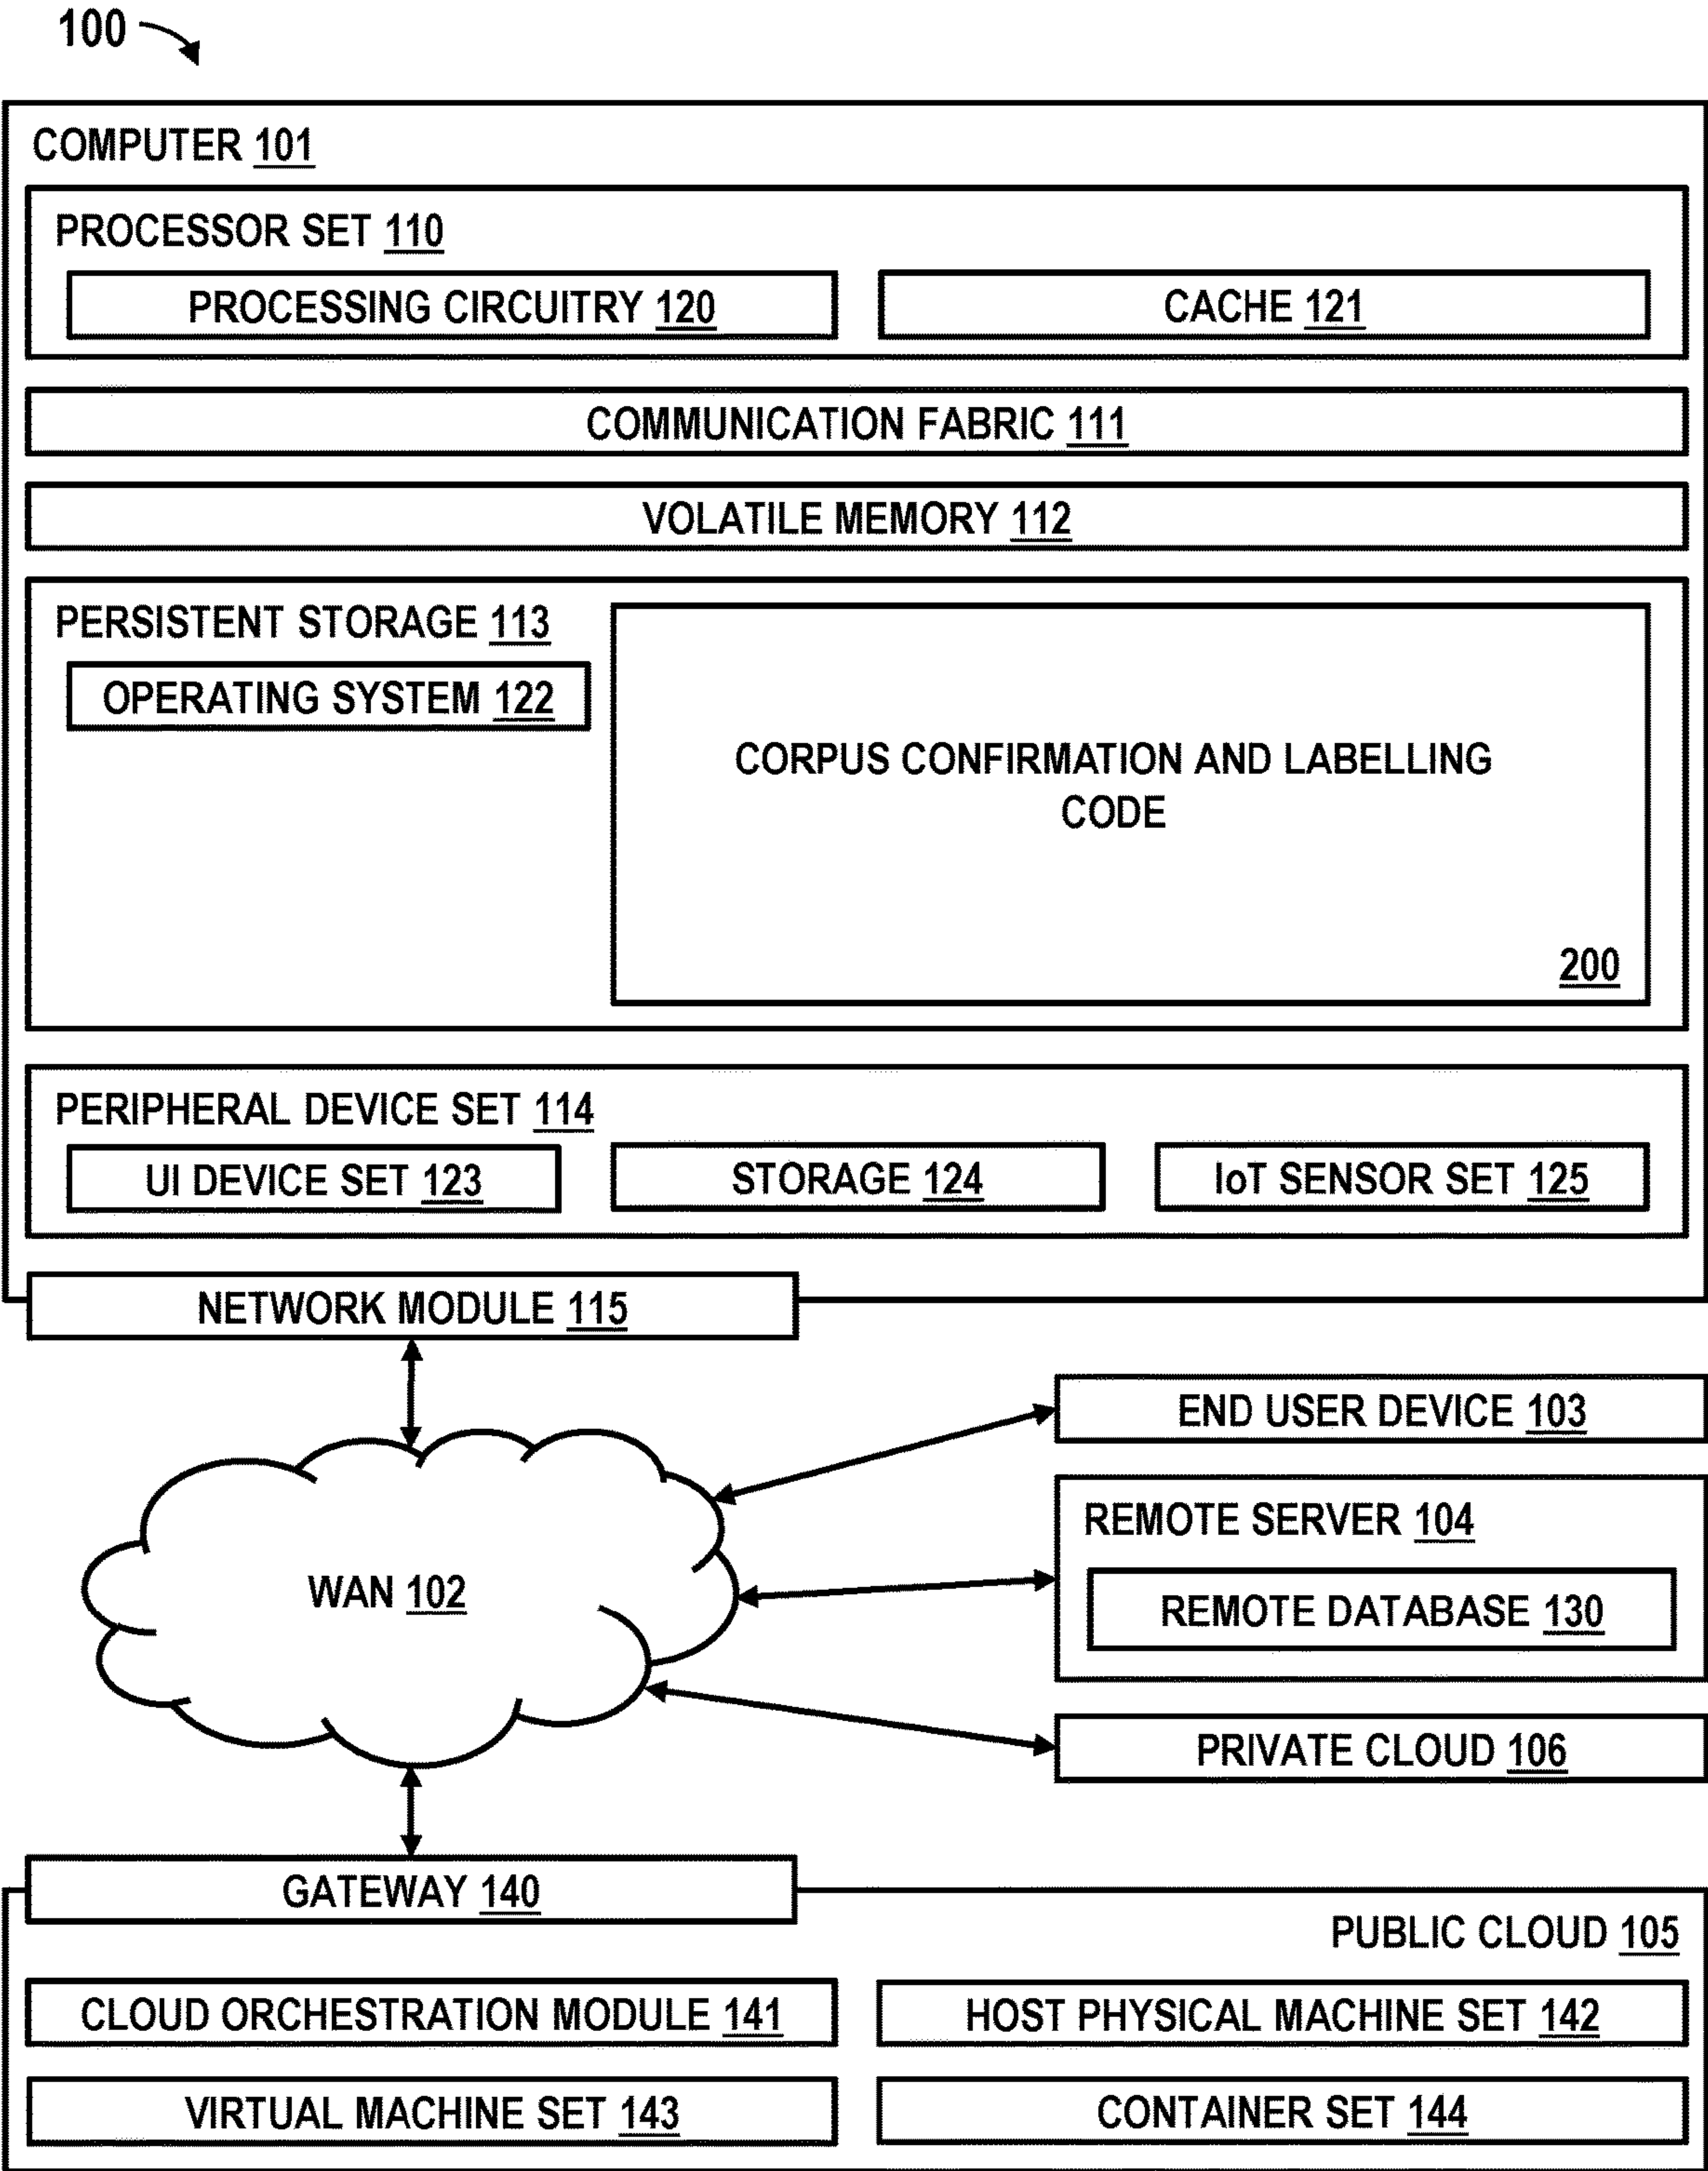 100
COMPUTER 101
PROCESSOR SET 110
PROCESSING CIRCUITRY 120
CACHE 121
COMMUNICATION FABRIC 111
VOLATILE MEMORY 112
PERSISTENT STORAGE 113
OPERATING SYSTEM 122
CORPUS CONFIRMATION AND LABELLING
CODE
200
PERIPHERAL DEVICE SET 114
UI DEVICE SET 123
STORAGE 124
IoT SENSOR SET 125
NETWORK MODULE 115
END USER DEVICE 103
REMOTE SERVER 104
WAN 102
REMOTE DATABASE 130
PRIVATE CLOUD 106
GATEWAY 140
PUBLIC CLOUD 105
CLOUD ORCHESTRATION MODULE 141
HOST PHYSICAL MACHINE SET 142
VIRTUAL MACHINE SET 143
CONTAINER SET 144